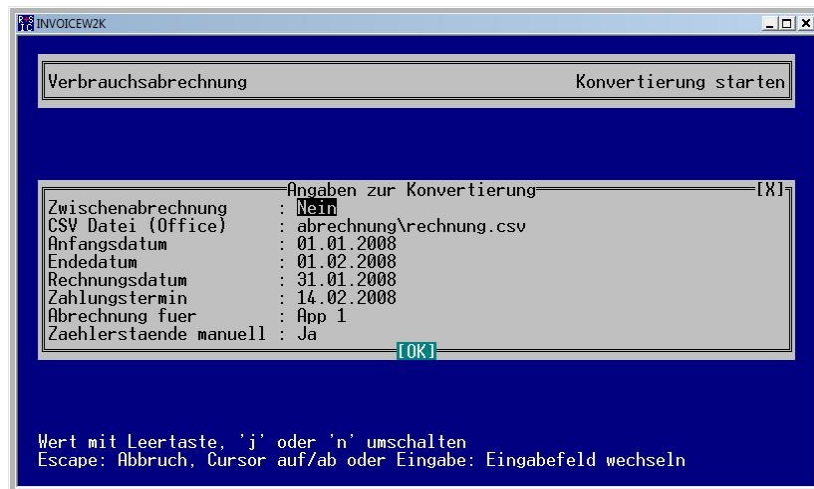 INVOICEW2K
Verbrauchsabrechnung Konvertierung starten
Angaben zur Konvertierung [X]
Zwischenabrechnung : Nein
CSV Datei (Office) : abrechnung\rechnung.csv
Anfangsdatum : 01.01.2008
Endedatum : 01.02.2008
Rechnungsdatum : 31.01.2008
Zahlungstermin : 14.02.2008
Abrechnung fuer : App 1
Zaehlerstaende manuell : Ja
[OK]
Wert mit Leertaste, 'j' oder 'n' umschalten
Escape: Abbruch, Cursor auf/ab oder Eingabe: Eingabefeld wechseln